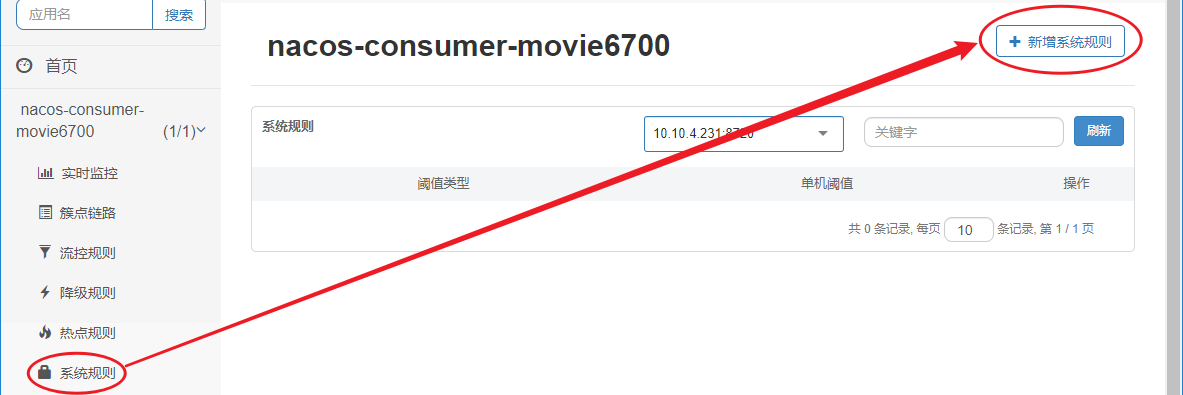 应用名 搜索
首页
nacos-consumer-
movie6700 (1/1)
实时监控
簇点链路
流控规则
降级规则
热点规则
系统规则
nacos-consumer-movie6700
新增系统规则
系统规则 10.10.4.231:8720 关键字 刷新
阈值类型 单机阈值 操作
共 0 条记录, 每页 10 条记录, 第 1 / 1 页